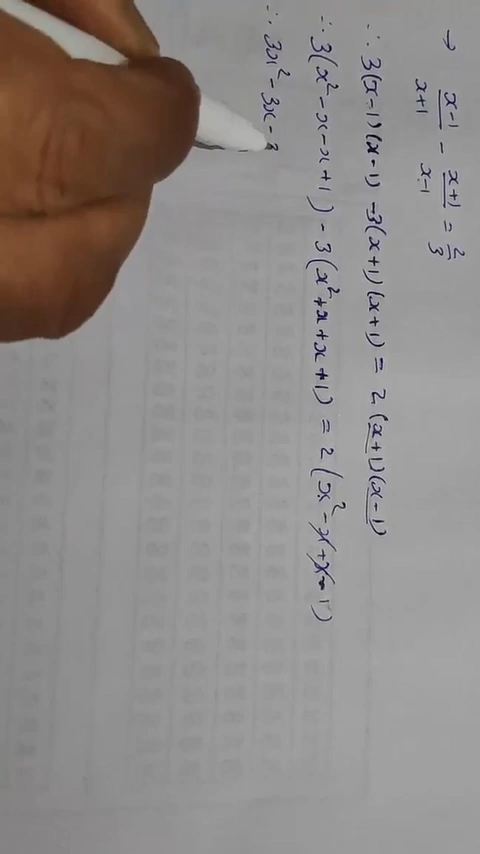 → x-1/x+1 - x+1/x-1 = 2/3
∴ 3(x-1)(x-1) -3(x+1)(x+1) = 2(x+1)(x-1)
∴ 3(x²-x-x+1) - 3(x²+x+x+1) = 2(x²-x+x-1)
∴ 3x²-3x-3